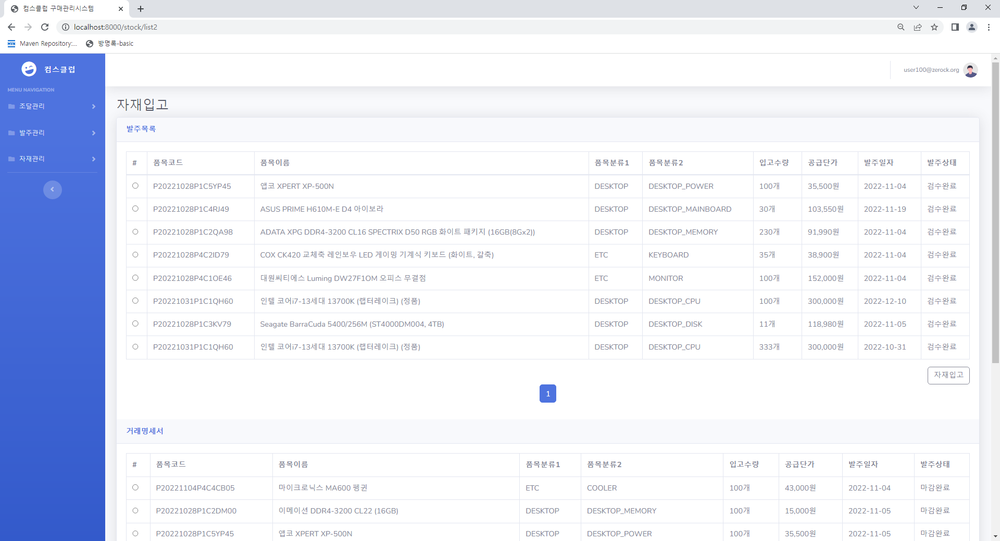 컴스클럽 구매관리시스템
localhost:8000/stock/list2
Maven Repository:... 방명록-basic
컴스클럽
user100@zerock.org
MENU NAVIGATION
조달관리
발주관리
자재관리
자재입고
발주목록
# 품목코드 품목이름 품목분류1 품목분류2 입고수량 공급단가 발주일자 발주상태
P20221028P1C5YP45 앱코 XPERT XP-500N DESKTOP DESKTOP_POWER 100개 35,500원 2022-11-04 검수완료
P20221028P1C4RJ49 ASUS PRIME H610M-E D4 아이보라 DESKTOP DESKTOP_MAINBOARD 30개 103,550원 2022-11-19 검수완료
P20221028P1C2QA98 ADATA XPG DDR4-3200 CL16 SPECTRIX D50 RGB 화이트 패키지 (16GB(8Gx2)) DESKTOP DESKTOP_MEMORY 230개 91,990원 2022-11-04 검수완료
P20221028P4C2ID79 COX CK420 교체축 레인보우 LED 게이밍 기계식 키보드 (화이트, 갈축) ETC KEYBOARD 35개 38,900원 2022-11-04 검수완료
P20221028P4C1OE46 대원씨티에스 Luming DW27F1OM 오피스 무결점 ETC MONITOR 100개 152,000원 2022-11-04 검수완료
P20221031P1C1QH60 인텔 코어i7-13세대 13700K (랩터레이크) (정품) DESKTOP DESKTOP_CPU 100개 300,000원 2022-12-10 검수완료
P20221028P1C3KV79 Seagate BarraCuda 5400/256M (ST4000DM004, 4TB) DESKTOP DESKTOP_DISK 11개 118,980원 2022-11-05 검수완료
P20221031P1C1QH60 인텔 코어i7-13세대 13700K (랩터레이크) (정품) DESKTOP DESKTOP_CPU 333개 300,000원 2022-10-31 검수완료
자재입고
1
거래명세서
# 품목코드 품목이름 품목분류1 품목분류2 입고수량 공급단가 발주일자 발주상태
P20221104P4C4CB05 마이크로닉스 MA600 펭귄 ETC COOLER 100개 43,000원 2022-11-04 마감완료
P20221028P1C2DM00 이메이션 DDR4-3200 CL22 (16GB) DESKTOP DESKTOP_MEMORY 100개 15,000원 2022-11-05 마감완료
P20221028P1C5YP45 앱코 XPERT XP-500N DESKTOP DESKTOP_POWER 100개 35,500원 2022-11-05 마감완료